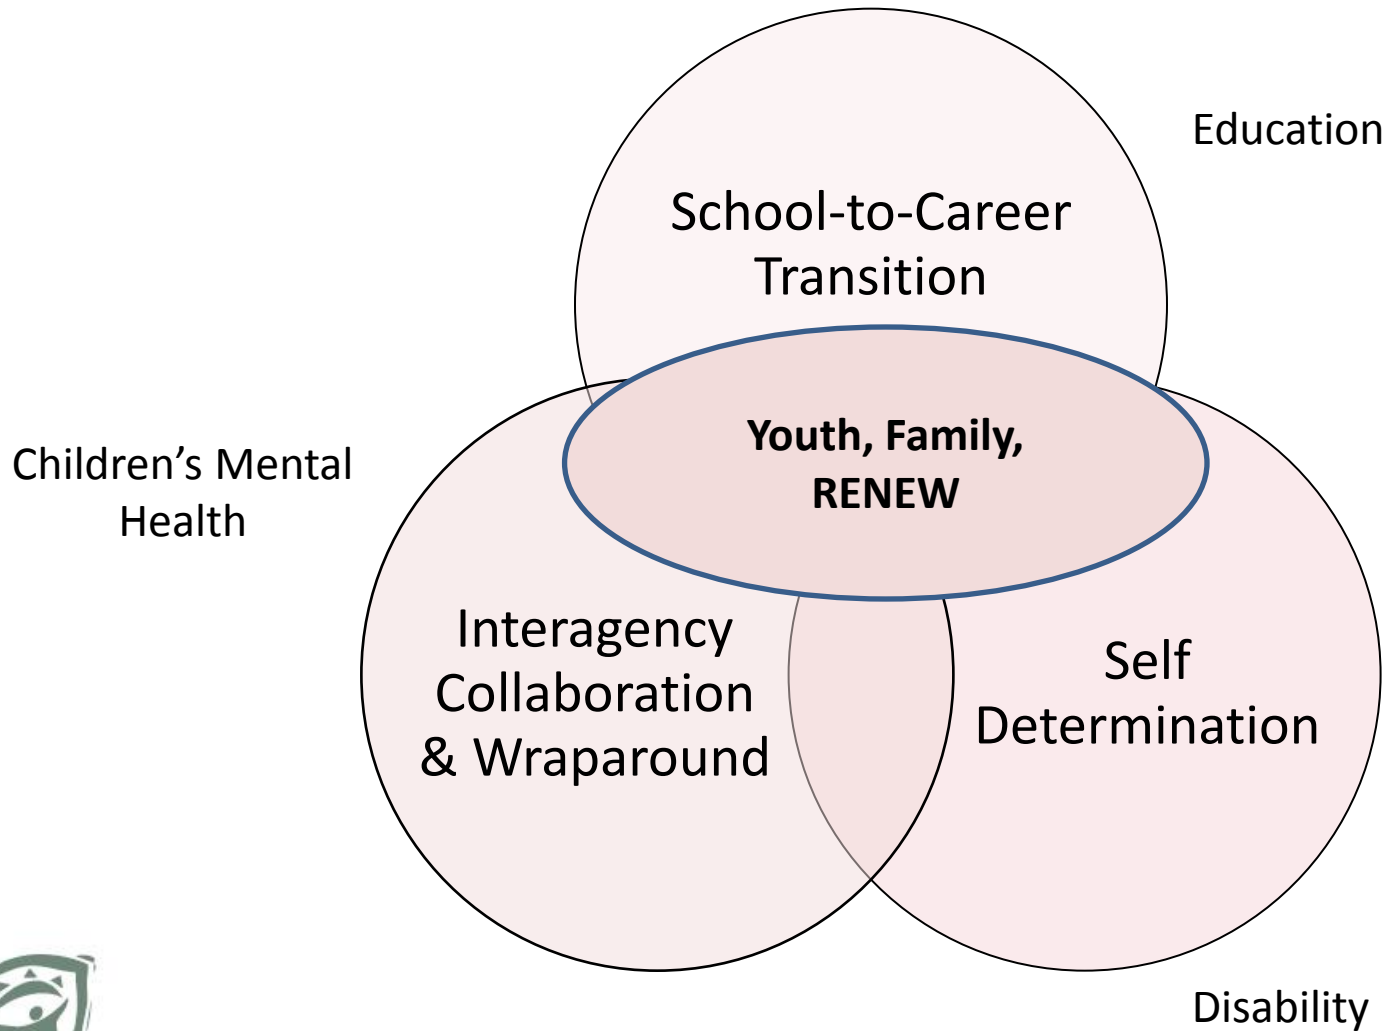 Education
School-to-Career
Transition
Youth, Family,
RENEW
Children’s Mental
Health
Interagency
Collaboration
& Wraparound
Self
Determination
Disability